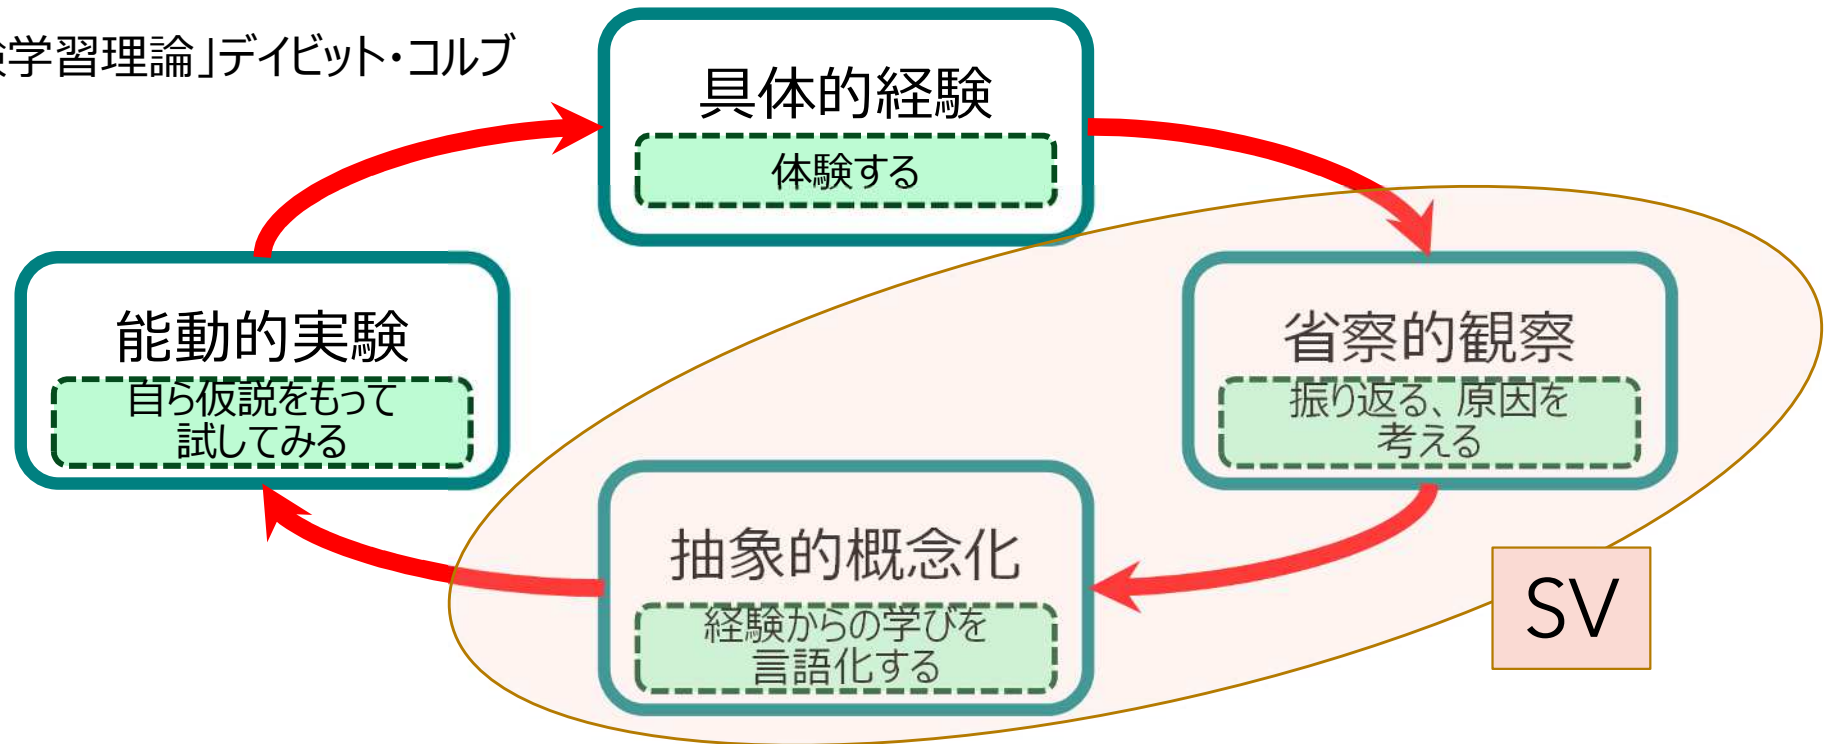 学習理論」デイビット・コルブ
具体的経験
体験する
能動的実験
自ら仮説をもって
試してみる
省察的観察
振り返る、原因を
考える
抽象的概念化
経験からの学びを
言語化する
SV